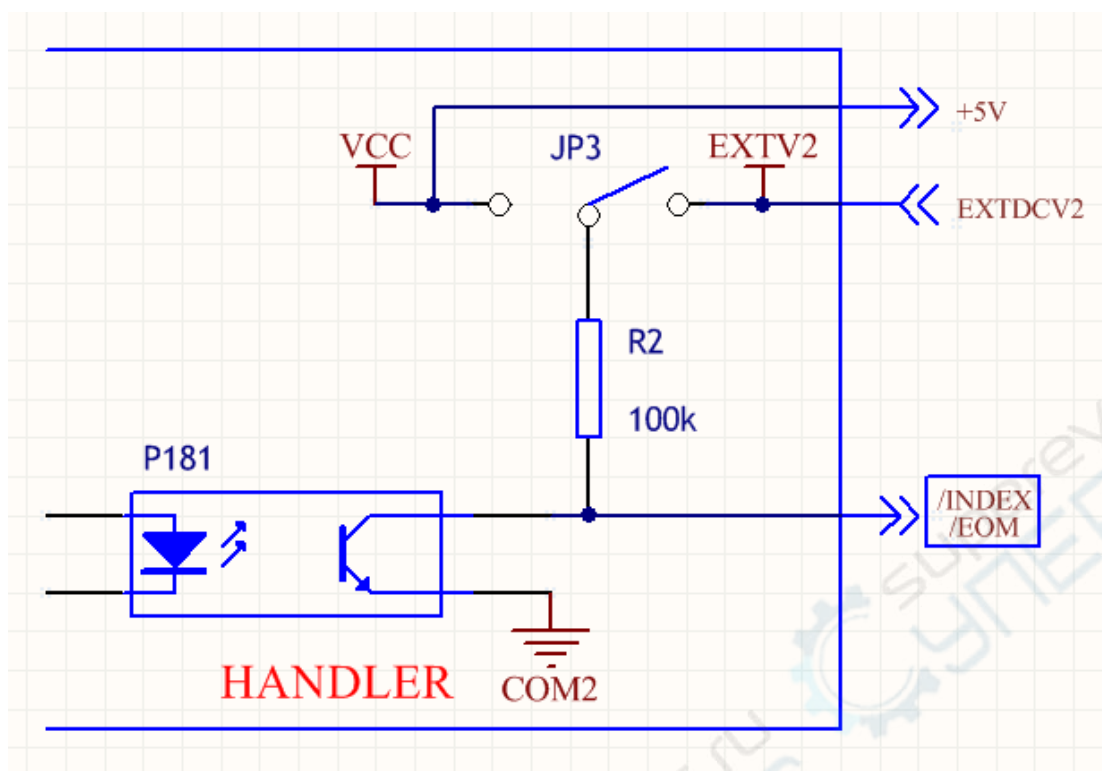 +5V
VCC
JP3
EXTV2
EXTDCV2
R2
100k
P181
/INDEX
/EOM
HANDLER
COM2